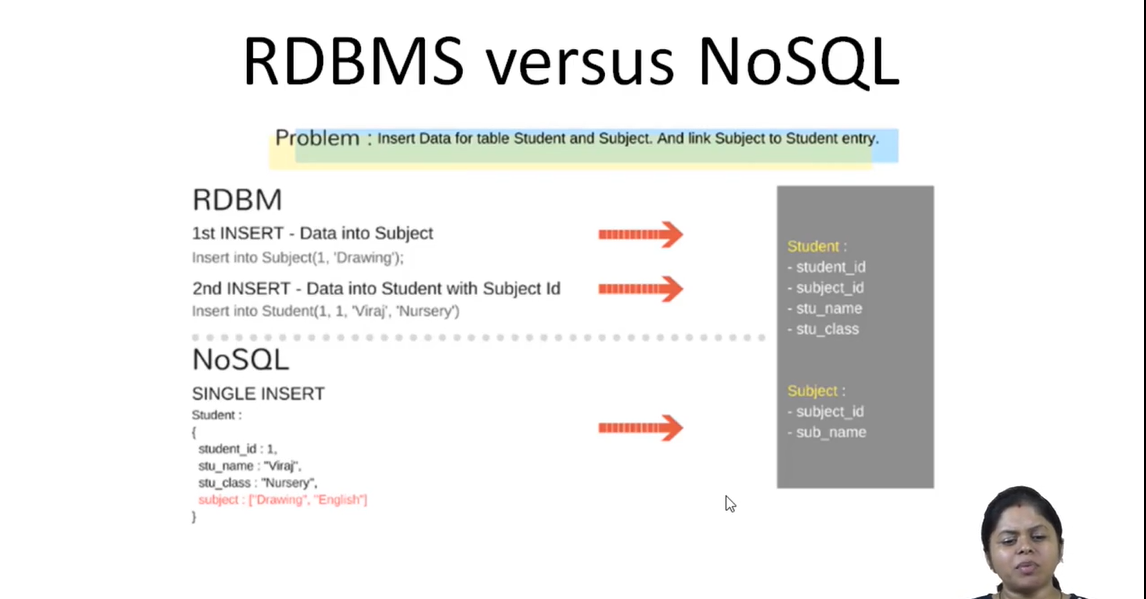 RDBMS versus NoSQL
Problem : Insert Data for table Student and Subject. And link Subject to Student entry.
RDBM
1st INSERT - Data into Subject
Insert into Subject(1, 'Drawing');
2nd INSERT - Data into Student with Subject Id
Insert into Student(1, 1, 'Viraj', 'Nursery')
NoSQL
SINGLE INSERT
Student :
{
student_id : 1,
stu_name : "Viraj",
stu_class : "Nursery",
subject : ["Drawing", "English"]
}
Student :
- student_id
- subject_id
- stu_name
- stu_class
Subject :
- subject_id
- sub_name